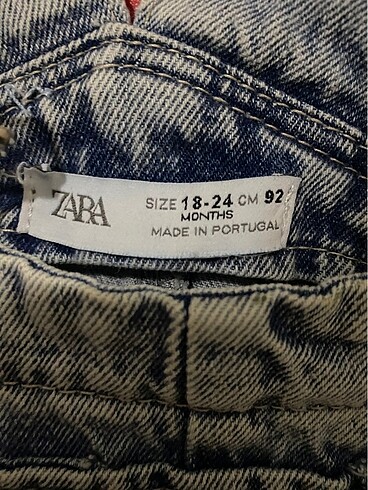 ZARA
SIZE 18-24 CM 92
MONTHS
MADE IN PORTUGAL